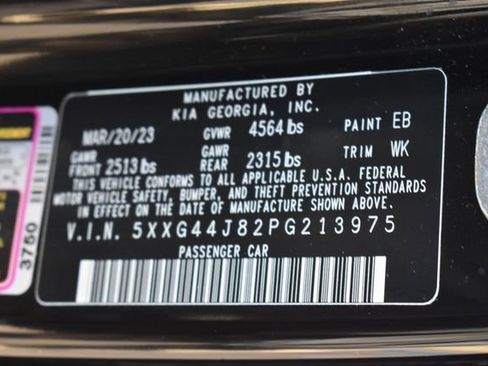 MANUFACTURED BY
KIA GEORGIA, INC.
MAR/20/23 GVWR 4564 lbs PAINT EB
GAWR FRONT 2513 lbs GAWR REAR 2315 lbs TRIM WK
THIS VEHICLE CONFORMS TO ALL APPLICABLE U.S.A. FEDERAL
MOTOR VEHICLE SAFETY, BUMPER, AND THEFT PREVENTION STANDARDS
IN EFFECT ON THE DATE OF MANUFACTURE SHOWN ABOVE.
V.I.N. 5XXG44J82PG213975
PASSENGER CAR
3750